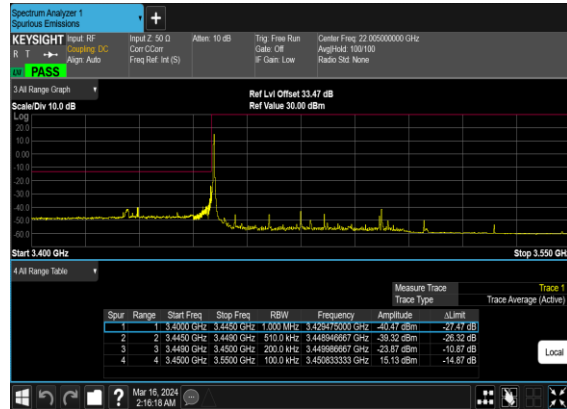 Spectrum Analyzer 1
Spurious Emissions
KEYSIGHT
R T
PASS
Input: RF
Coupling: DC
Align: Auto
Input Z: 50 Ω
Corr CCorr
Freq Ref: Int (S)
Atten: 10 dB
Trig: Free Run
Gate: Off
IF Gain: Low
Center Freq: 22.005000000 GHz
Avg|Hold: 100/100
Radio Std: None
3 All Range Graph
Scale/Div 10.0 dB
Ref Lvl Offset 33.47 dB
Ref Value 30.00 dBm
Log
20.0
10.0
0.00
-10.0
-20.0
-30.0
-40.0
-50.0
-60.0
Start 3.400 GHz
Stop 3.550 GHz
4 All Range Table
Measure Trace Trace 1
Trace Type Trace Average (Active)
Spur Range Start Freq Stop Freq RBW Frequency Amplitude ΔLimit
1 1 3.4000 GHz 3.4450 GHz 1.000 MHz 3.429475000 GHz -40.47 dBm -27.47 dB
2 2 3.4450 GHz 3.4490 GHz 510.0 kHz 3.448946667 GHz -39.32 dBm -26.32 dB
3 3 3.4490 GHz 3.4500 GHz 200.0 kHz 3.449986667 GHz -23.87 dBm -10.87 dB
4 4 3.4500 GHz 3.5500 GHz 100.0 kHz 3.450833333 GHz 15.13 dBm -14.87 dB
Local
?
Mar 16, 2024
2:16:18 AM